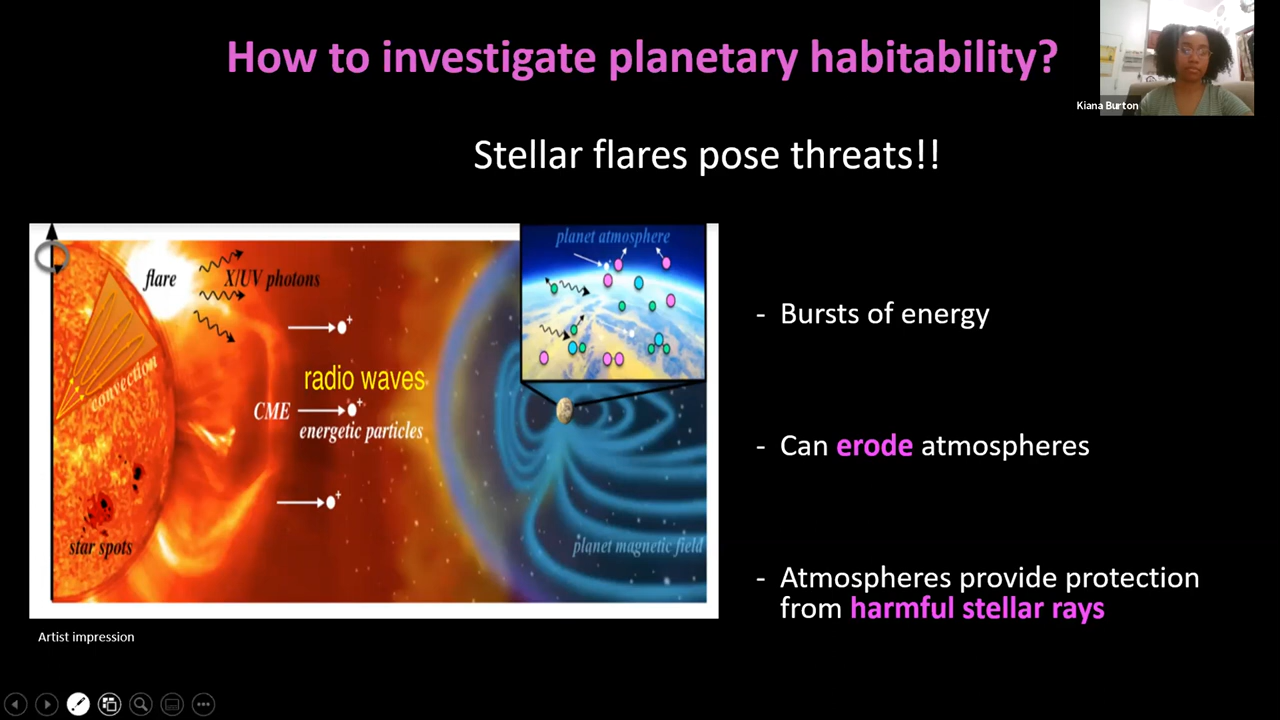 How to investigate planetary habitability?
Kiana Burton
Stellar flares pose threats!!
planet atmosphere
flare
X/UV photons
+
convection
radio waves
CME
+
energetic particles
+
star spots
planet magnetic field
Artist impression
- Bursts of energy
- Can erode atmospheres
- Atmospheres provide protection
from harmful stellar rays